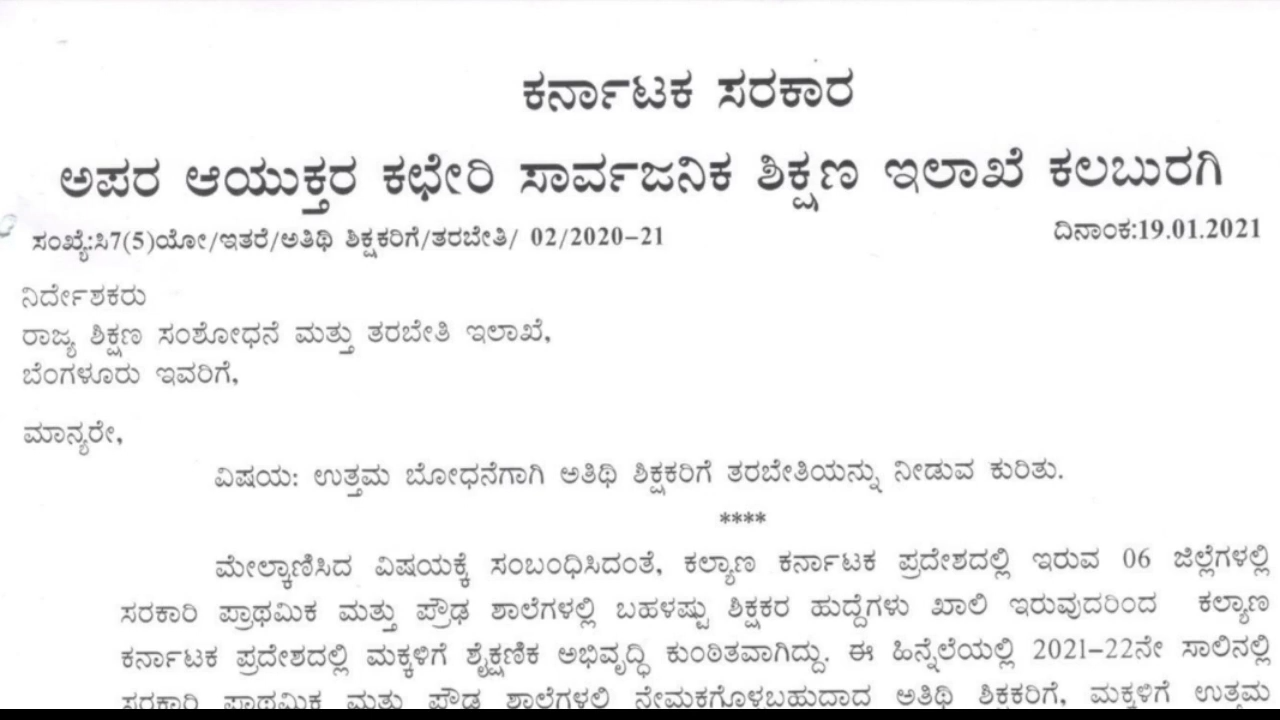 ಕರ್ನಾಟಕ ಸರಕಾರ
ಅಪರ ಆಯುಕ್ತರ ಕಛೇರಿ ಸಾರ್ವಜನಿಕ ಶಿಕ್ಷಣ ಇಲಾಖೆ ಕಲಬುರಗಿ
ಸಂಖ್ಯೆ:ಸಿ7(5)ಯೋ/ಇತರೆ/ಅತಿಥಿ ಶಿಕ್ಷಕರಿಗೆ/ತರಬೇತಿ/ 02/2020-21 ದಿನಾಂಕ:19.01.2021
ನಿರ್ದೇಶಕರು
ರಾಜ್ಯ ಶಿಕ್ಷಣ ಸಂಶೋಧನೆ ಮತ್ತು ತರಬೇತಿ ಇಲಾಖೆ,
ಬೆಂಗಳೂರು ಇವರಿಗೆ,
ಮಾನ್ಯರೇ,
ವಿಷಯ: ಉತ್ತಮ ಬೋಧನೆಗಾಗಿ ಅತಿಥಿ ಶಿಕ್ಷಕರಿಗೆ ತರಬೇತಿಯನ್ನು ನೀಡುವ ಕುರಿತು.
****
ಮೇಲ್ಕಾಣಿಸಿದ ವಿಷಯಕ್ಕೆ ಸಂಬಂಧಿಸಿದಂತೆ, ಕಲ್ಯಾಣ ಕರ್ನಾಟಕ ಪ್ರದೇಶದಲ್ಲಿ ಇರುವ 06 ಜಿಲ್ಲೆಗಳಲ್ಲಿ
ಸರಕಾರಿ ಪ್ರಾಥಮಿಕ ಮತ್ತು ಪ್ರೌಢ ಶಾಲೆಗಳಲ್ಲಿ ಬಹಳಷ್ಟು ಶಿಕ್ಷಕರ ಹುದ್ದೆಗಳು ಖಾಲಿ ಇರುವುದರಿಂದ ಕಲ್ಯಾಣ
ಕರ್ನಾಟಕ ಪ್ರದೇಶದಲ್ಲಿ ಮಕ್ಕಳಿಗೆ ಶೈಕ್ಷಣಿಕ ಅಭಿವೃದ್ಧಿ ಕುಂಠಿತವಾಗಿದ್ದು. ಈ ಹಿನ್ನೆಲೆಯಲ್ಲಿ 2021-22ನೇ ಸಾಲಿನಲ್ಲಿ
ಸರಕಾರಿ ಪ್ರಾಥಮಿಕ ಮತ್ತು ಪ್ರೌಢ ಶಾಲೆಗಳಲ್ಲಿ ನೇಮಕಗೊಳ್ಳಬಹುದಾದ ಅತಿಥಿ ಶಿಕ್ಷಕರಿಗೆ, ಮಕ್ಕಳಿಗೆ ಉತ್ತಮ